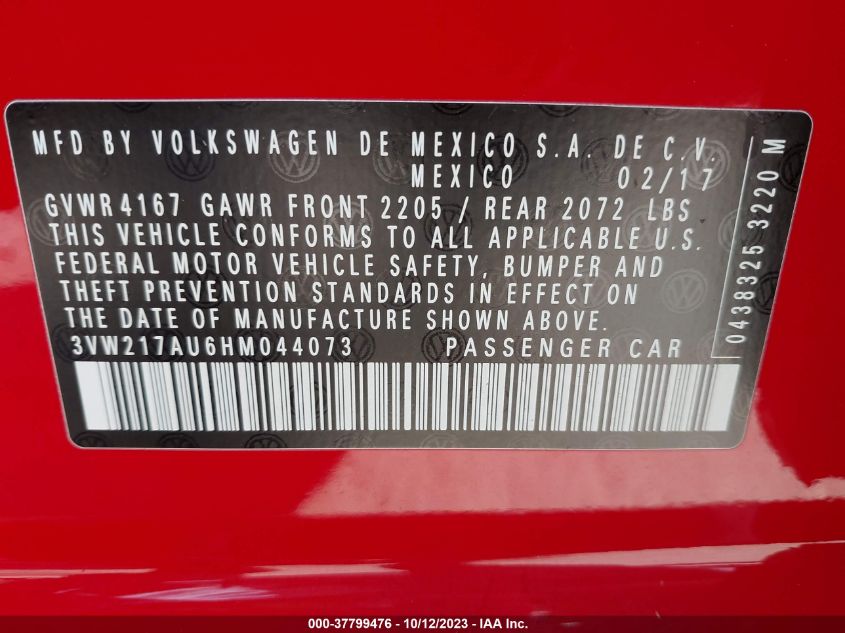 MFD BY VOLKSWAGEN DE MEXICO S.A. DE C.V.
MEXICO 02/17
GVWR 4167 GAWR FRONT 2205 / REAR 2072 LBS
THIS VEHICLE CONFORMS TO ALL APPLICABLE U.S.
FEDERAL MOTOR VEHICLE SAFETY, BUMPER AND
THEFT PREVENTION STANDARDS IN EFFECT ON
THE DATE OF MANUFACTURE SHOWN ABOVE.
3VW217AU6HM044073 PASSENGER CAR
0438325 3220 M
000-37799476 - 10/12/2023 - IAA Inc.